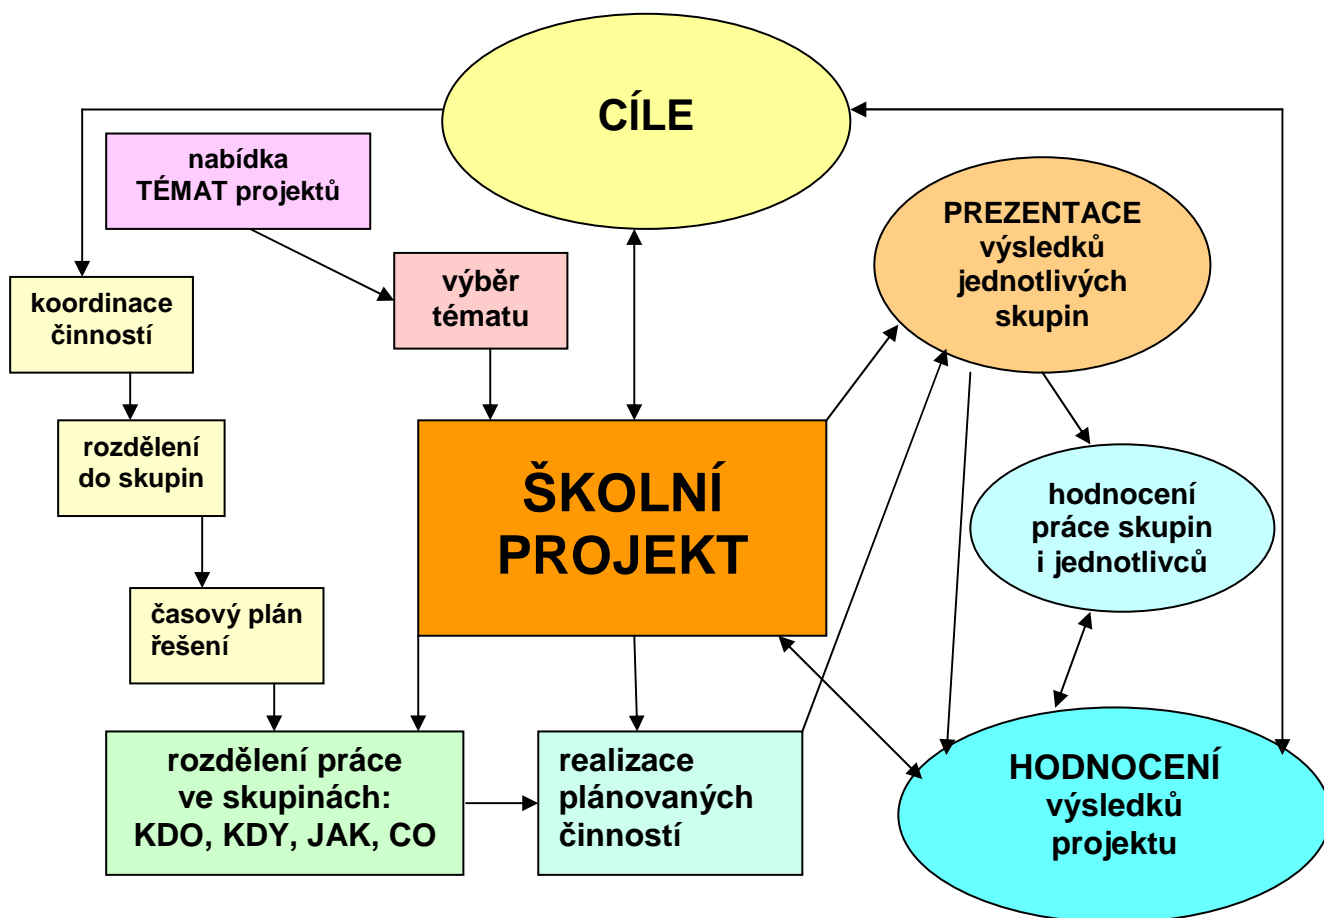 CÍLE
nabídka
TÉMAT projektů
PREZENTACE
výsledků
jednotlivých
skupin
výběr
tématu
koordinace
činností
rozdělení
do skupin
ŠKOLNÍ
PROJEKT
hodnocení
práce skupin
i jednotlivců
časový plán
řešení
rozdělení práce
ve skupinách:
KDO, KDY, JAK, CO
realizace
plánovaných
činností
HODNOCENÍ
výsledků
projektu